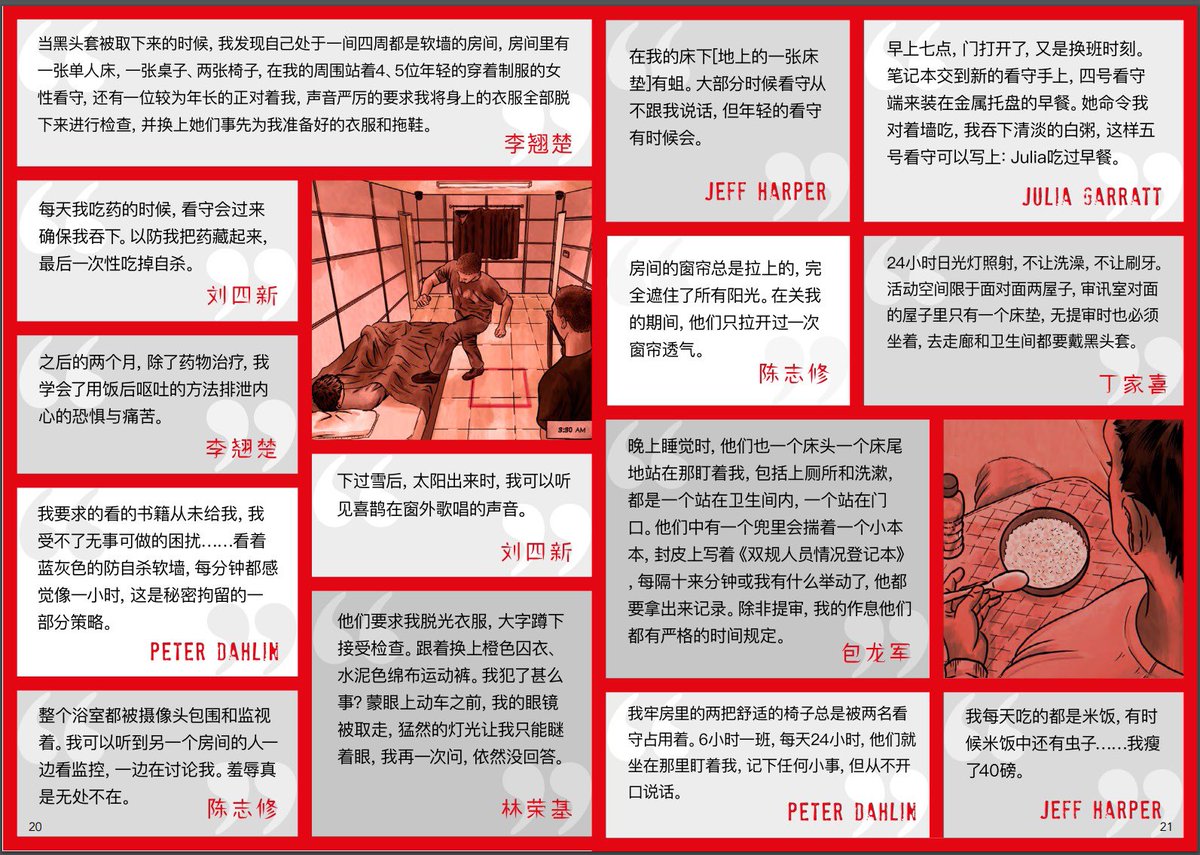 当黑头套被取下来的时候, 我发现自己处于一间四周都是软墙的房间, 房间里有
一张单人床, 一张桌子、两张椅子, 在我的周围站着4、5位年轻的穿着制服的女
性看守, 还有一位较为年长的正对着我, 声音严厉的要求我将身上的衣服全部脱
下来进行检查, 并换上她们事先为我准备好的衣服和拖鞋。
李翘楚
每天我吃药的时候, 看守会过来
确保我吞下。以防我把药藏起来,
最后一次性吃掉自杀。
刘四新
之后的两个月, 除了药物治疗, 我
学会了用饭后呕吐的方法排泄内
心的恐惧与痛苦。
李翘楚
我要求的看的书籍从未给我, 我
受不了无事可做的困扰……看着
蓝灰色的防自杀软墙, 每分钟都感
觉像一小时, 这是秘密拘留的一
部分策略。
PETER DAHLIN
整个浴室都被摄像头包围和监视
着。我可以听到另一个房间的人一
边看监控, 一边在讨论我。羞辱真
是无处不在。
陈志修
20
3:30 AM
下过雪后, 太阳出来时, 我可以听
见喜鹊在窗外歌唱的声音。
刘四新
他们要求我脱光衣服, 大字蹲下
接受检查。跟着换上橙色囚衣、
水泥色绵布运动裤。我犯了甚么
事? 蒙眼上动车之前, 我的眼镜
被取走, 猛然的灯光让我只能瞇
着眼, 我再一次问, 依然没回答。
林荣基
在我的床下[地上的一张床
垫]有蛆。大部分时候看守从
不跟我说话, 但年轻的看守
有时候会。
JEFF HARPER
早上七点, 门打开了, 又是换班时刻。
笔记本交到新的看守手上, 四号看守
端来装在金属托盘的早餐。她命令我
对着墙吃, 我吞下清淡的白粥, 这样五
号看守可以写上: Julia吃过早餐。
JULIA GARRATT
房间的窗帘总是拉上的, 完
全遮住了所有阳光。在关我
的期间, 他们只拉开过一次
窗帘透气。
陈志修
24小时日光灯照射, 不让洗澡, 不让刷牙。
活动空间限于面对面两屋子, 审讯室对面
的屋子里只有一个床垫, 无提审时也必须
坐着, 去走廊和卫生间都要戴黑头套。
丁家喜
晚上睡觉时, 他们也一个床头一个床尾
地站在那盯着我, 包括上厕所和洗漱,
都是一个站在卫生间内, 一个站在门
口。他们中有一个兜里会揣着一个小本
本, 封皮上写着《双规人员情况登记本》
, 每隔十来分钟或我有什么举动了, 他都
要拿出来记录。除非提审, 我的作息他们
都有严格的时间规定。
包龙军
我牢房里的两把舒适的椅子总是被两名看
守占用着。6小时一班, 每天24小时, 他们就
坐在那里盯着我, 记下任何小事, 但从不开
口说话。
PETER DAHLIN
我每天吃的都是米饭, 有时
候米饭中还有虫子……我瘦
了40磅。
JEFF HARPER
21